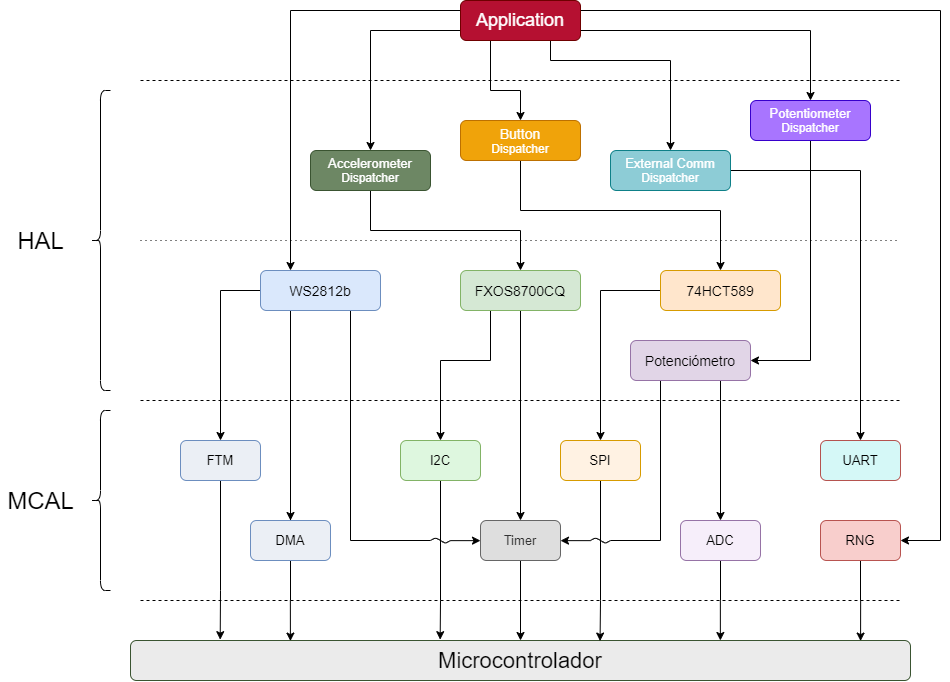 Application
Potentiometer
Dispatcher
Button
Dispatcher
Accelerometer
Dispatcher
External Comm
Dispatcher
HAL
WS2812b
FXOS8700CQ
74HCT589
Potenciómetro
FTM
I2C
SPI
UART
MCAL
DMA
Timer
ADC
RNG
Microcontrolador